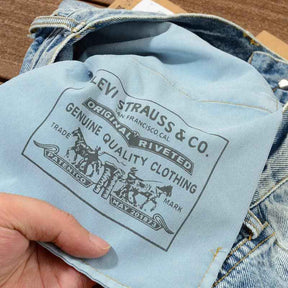 LEVI STRAUSS & CO.
SAN FRANCISCO, CAL.
ORIGINAL RIVETED
GENUINE QUALITY CLOTHING
TRADE MARK
PATENTED MAY 20 1873